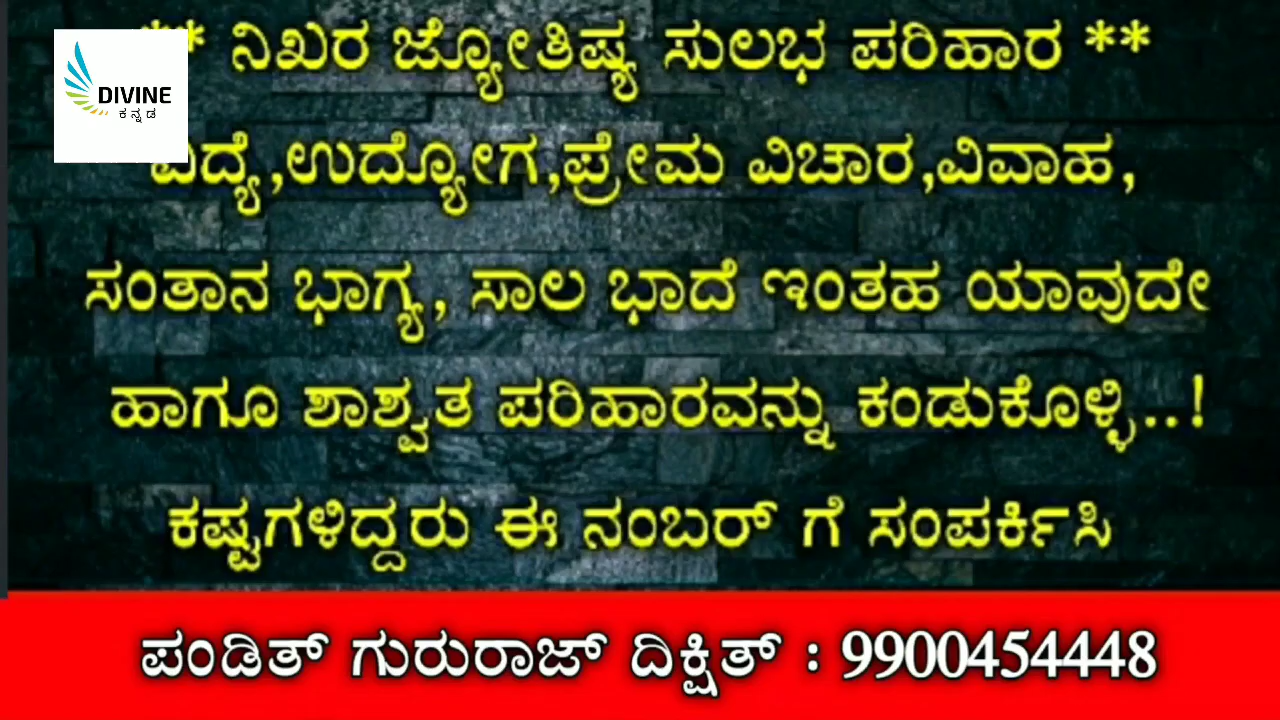 ** ನಿಖರ ಜ್ಯೋತಿಷ್ಯ ಸುಲಭ ಪರಿಹಾರ **
DIVINE
ಕನ್ನಡ
ವಿದ್ಯೆ,ಉದ್ಯೋಗ,ಪ್ರೇಮ ವಿಚಾರ,ವಿವಾಹ,
ಸಂತಾನ ಭಾಗ್ಯ, ಸಾಲ ಭಾದೆ ಇಂತಹ ಯಾವುದೇ
ಹಾಗೂ ಶಾಶ್ವತ ಪರಿಹಾರವನ್ನು ಕಂಡುಕೊಳ್ಳಿ..!
ಕಷ್ಟಗಳಿದ್ದರು ಈ ನಂಬರ್ ಗೆ ಸಂಪರ್ಕಿಸಿ
ಪಂಡಿತ್ ಗುರುರಾಜ್ ದಿಕ್ಷಿತ್ : 9900454448